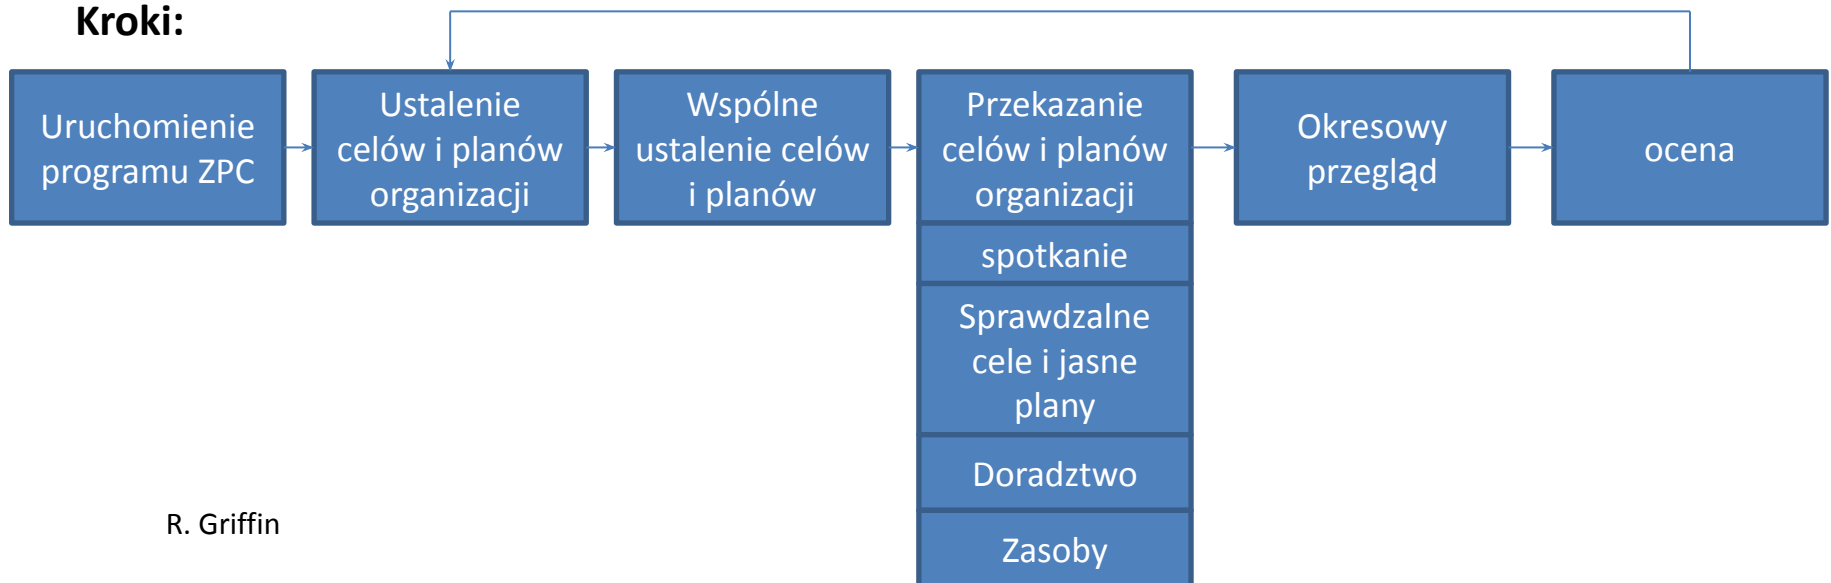 Kroki:
Uruchomienie
programu ZPC
Ustalenie
celów i planów
organizacji
Wspólne
ustalenie celów
i planów
Przekazanie
celów i planów
organizacji
spotkanie
Sprawdzalne
cele i jasne
plany
Doradztwo
Zasoby
Okresowy
przegląd
ocena
R. Griffin